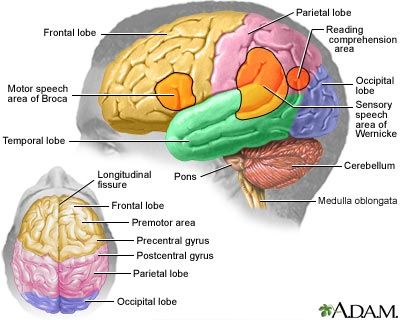 Parietal lobe
Frontal lobe
Reading
comprehension
area
Motor speech
area of Broca
Occipital
lobe
Sensory
speech
area of
Wernicke
Temporal lobe
Cerebellum
Pons
Longitudinal
fissure
Medulla oblongata
Frontal lobe
Premotor area
Precentral gyrus
Postcentral gyrus
Parietal lobe
Occipital lobe
ADAM.